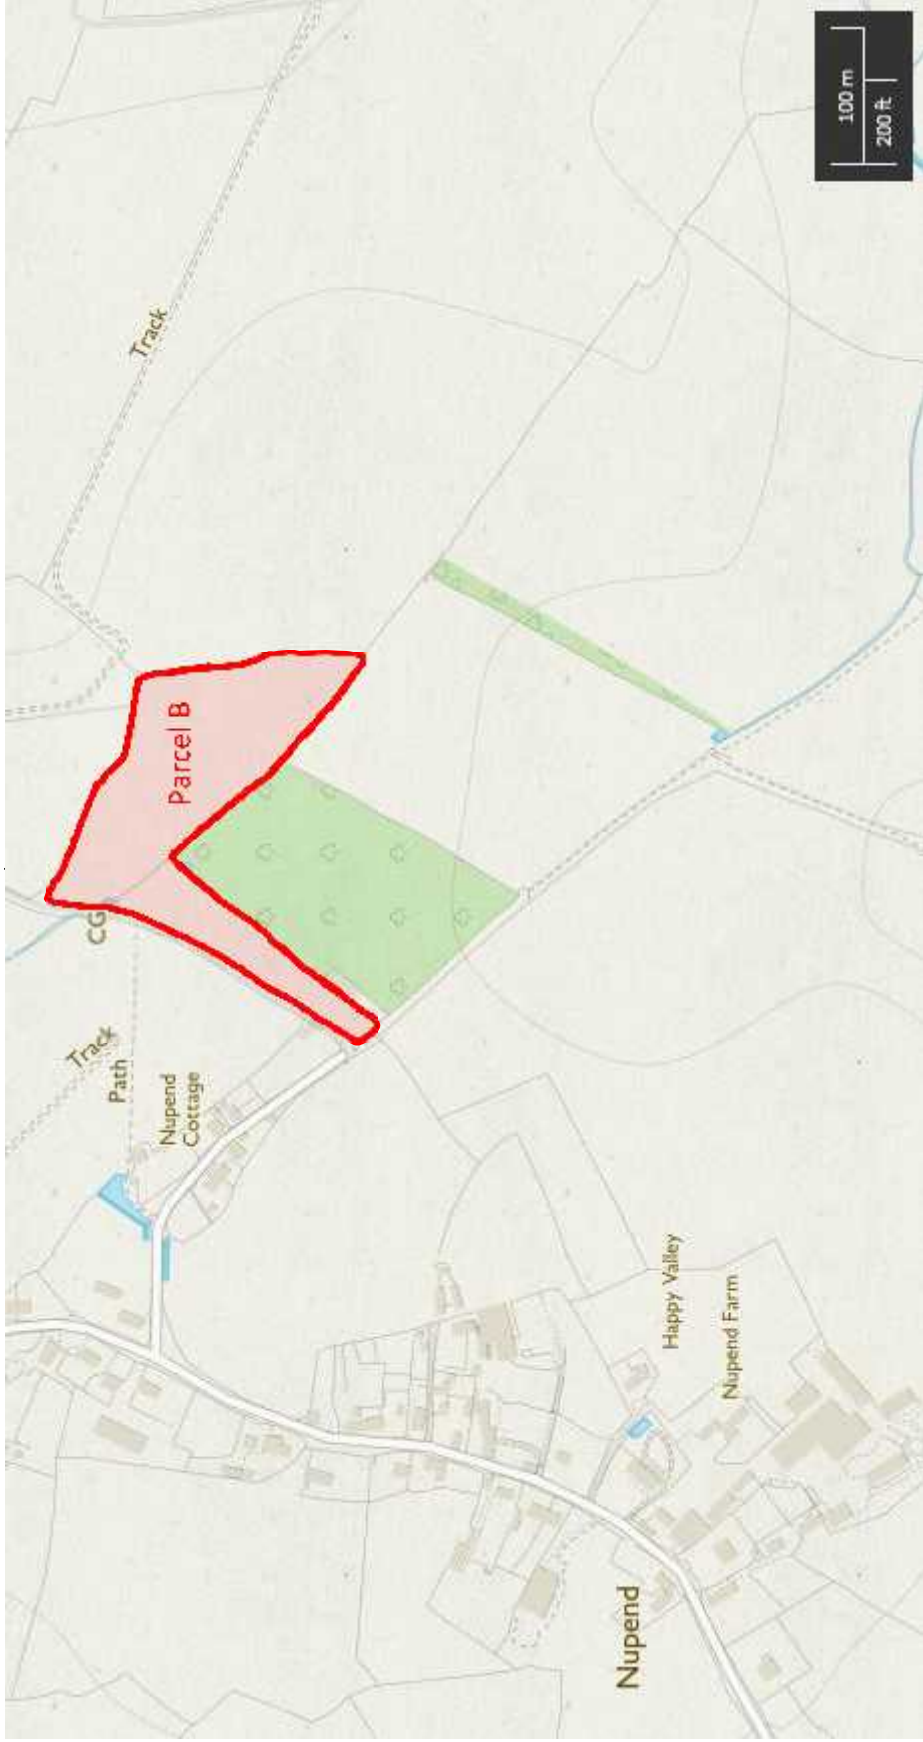 Track
Parcel B
CG
Track
Path
Nupend
Cottage
Happy Valley
Nupend Farm
Nupend
100 m
200 ft